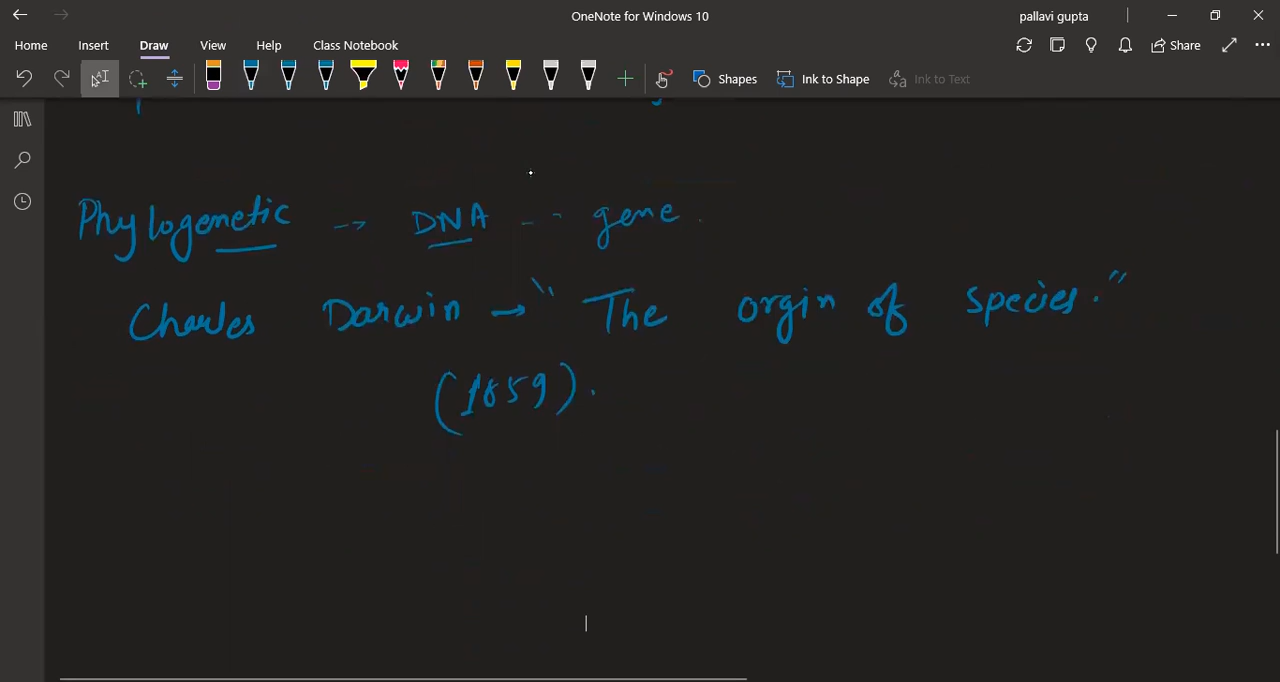 OneNote for Windows 10
pallavi gupta
Home Insert Draw View Help Class Notebook
Share
Shapes Ink to Shape Ink to Text
Phylogenetic --> DNA -- gene.
Charles Darwin → "The orgin of species."
(1859).